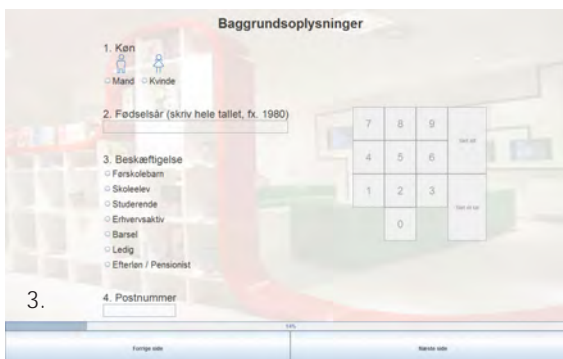 Baggrundsoplysninger
1. Køn
Mand Kvinde
2. Fødselsår (skriv hele tallet, fx. 1980)
7 8 9
4 5 6
1 2 3
0
3. Beskæftigelse
Førskolebarn
Skoleelev
Studerende
Erhvervsaktiv
Barsel
Ledig
Efterløn / Pensionist
3.
4. Postnummer
14%
Forrige side
Næste side